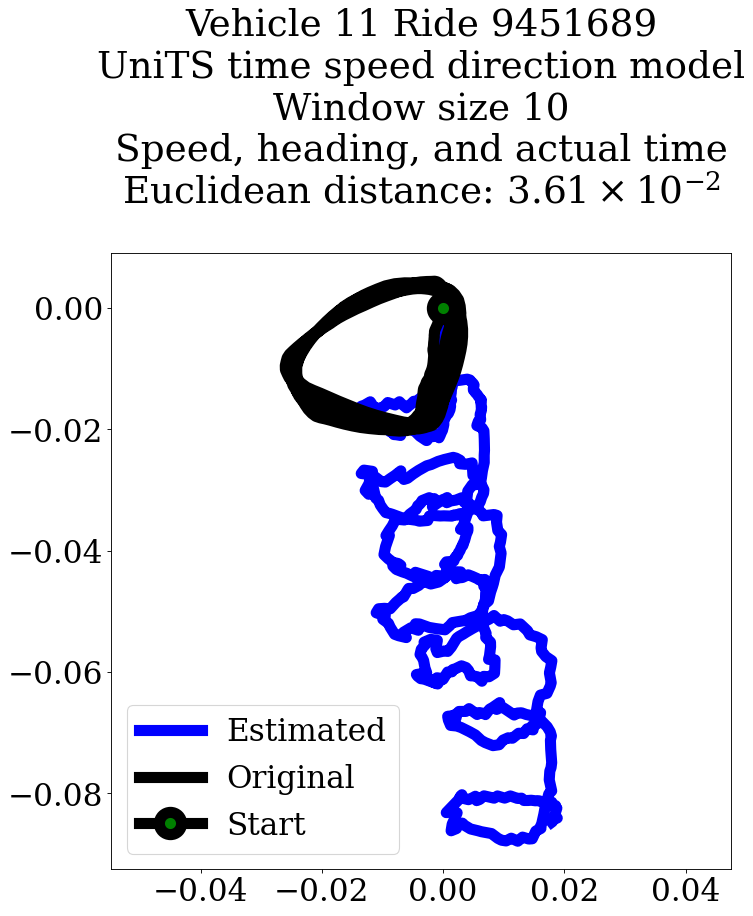 Vehicle 11 Ride 9451689
UniTS time speed direction model
Window size 10
Speed, heading, and actual time
Euclidean distance: 3.61 × 10⁻²
0.00
−0.02
−0.04
−0.06
−0.08
Estimated
Original
Start
−0.04 −0.02 0.00 0.02 0.04